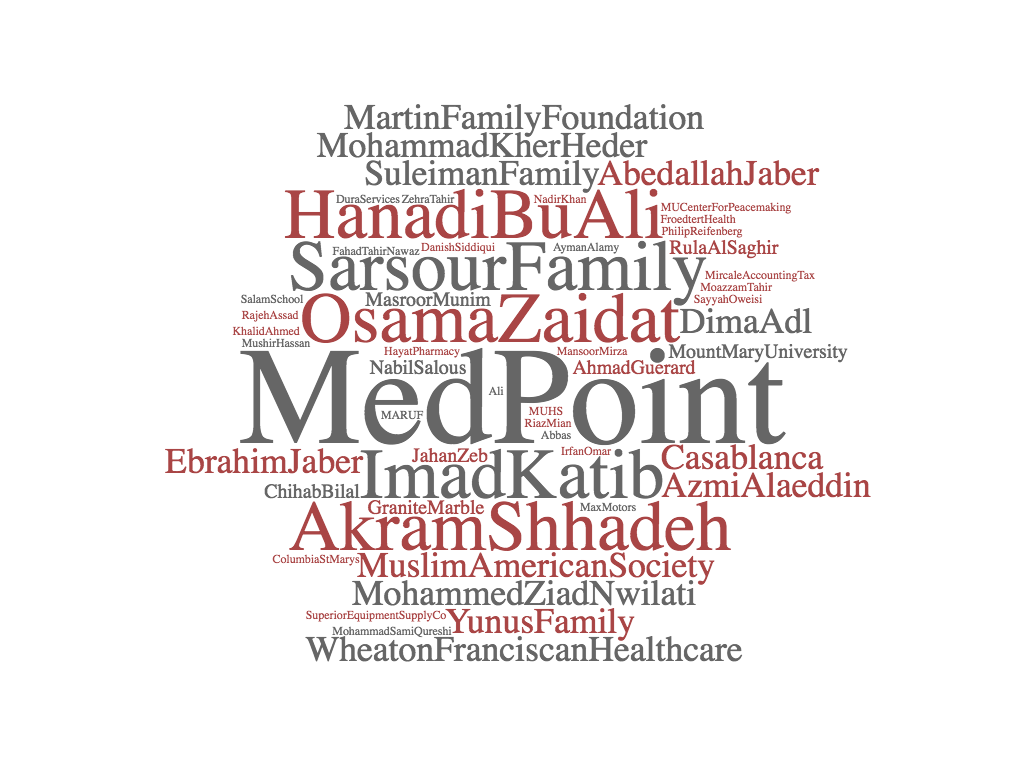 MartinFamilyFoundation
MohammadKherHeder
SuleimanFamily AbedallahJaber
DuraServices ZehraTahir NadirKhan
HanadiBuAli
MUCenterForPeacemaking
FroedtertHealth
PhilipReifenberg
FahadTahirNawaz DanishSiddiqui AymanAlamy RulaAlSaghir
SarsourFamily
MircaleAccountingTax
MoazzamTahir
SalamSchool MasroorMunim SayyahOweisi
RajehAssad
OsamaZaidat DimaAdl
KhalidAhmed
MushirHassan
HayatPharmacy MansoorMirza MountMaryUniversity
NabilSalous AhmadGuerard
Ali
MedPoint
MARUF MUHS
RiazMian
Abbas
EbrahimJaber JahanZeb IrfanOmar Casablanca
ImadKatib
ChihabBilal AzmiAlaeddin
GraniteMarble MaxMotors
AkramShhadeh
ColumbiaStMarys MuslimAmericanSociety
MohammedZiadNwilati
SuperiorEquipmentSupplyCo YunusFamily
MohammadSamiQureshi
WheatonFranciscanHealthcare